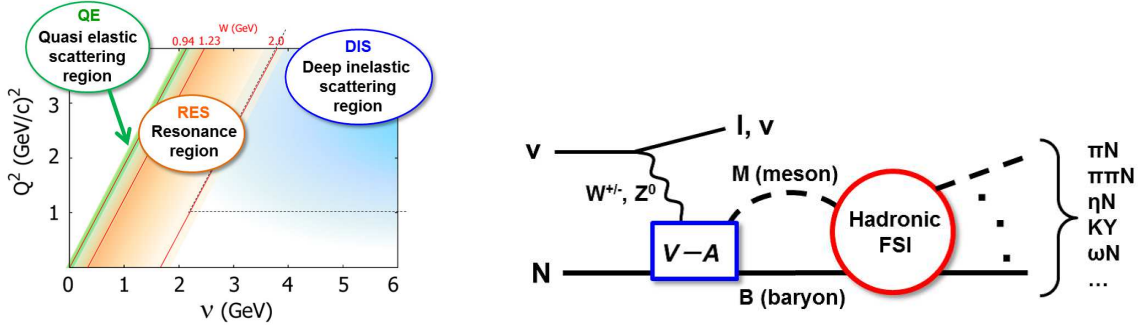 QE
Quasi elastic
scattering
region
W (GeV)
0.94 1.23 2.0
DIS
Deep inelastic
scattering
region
RES
Resonance
region
Q² (GeV/c)²
3
2
1
0 1 2 3 4 5 6
ν (GeV)
ν
l, ν
W+/-, Z0
M (meson)
Hadronic
FSI
V−A
N
B (baryon)
πN
ππN
ηN
KY
ωN
...